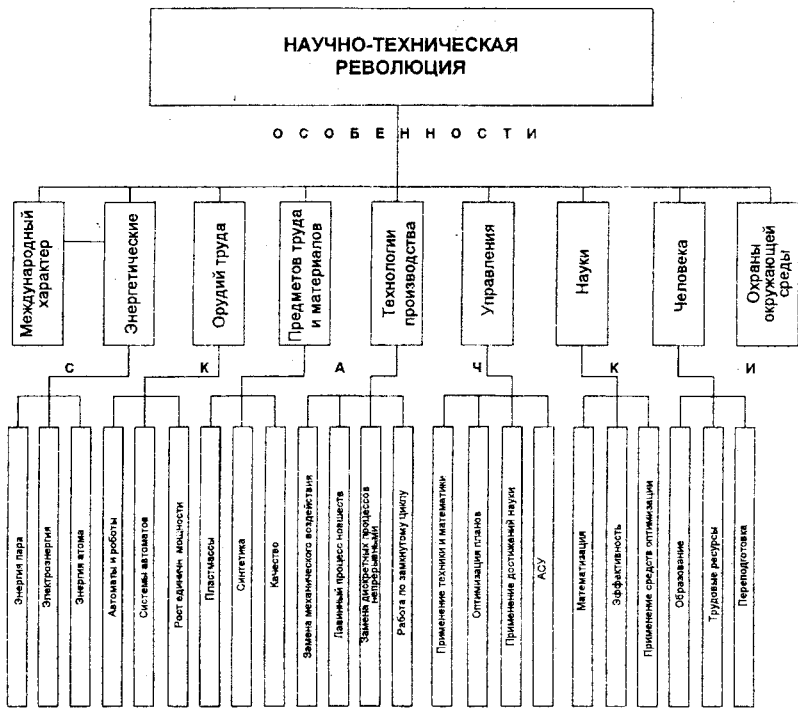 НАУЧНО-ТЕХНИЧЕСКАЯ
РЕВОЛЮЦИЯ
ОСОБЕННОСТИ
Международный
характер
Энергетические
Орудий труда
Предметов труда
и материалов
Технологии
производства
Управления
Науки
Человека
Охраны
окружающей
среды
С К А Ч К И
Энергия пара
Электроэнергия
Энергия атома
Автоматы и роботы
Системы автоматов
Рост единичн. мощности
Пластмассы
Синтетика
Качество
Замена механического воздействия
Лавинный процесс новшеств
Замена дискретных процессов
непрерывными
Работа по замкнутому циклу
Применение техники и математики
Оптимизация планов
Применение достижений науки
АСУ
Математизация
Эффективность
Применение средств оптимизации
Образование
Трудовые ресурсы
Переподготовка